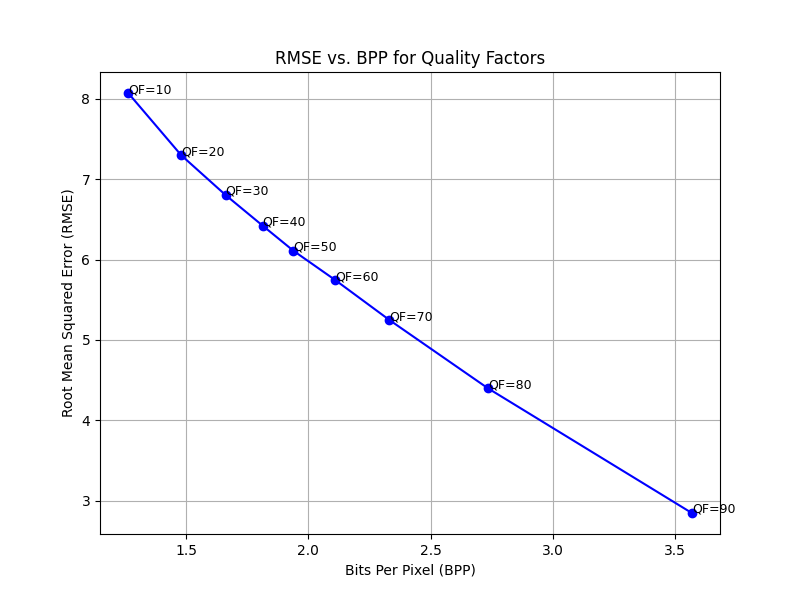 RMSE vs. BPP for Quality Factors
Root Mean Squared Error (RMSE)
8
7
6
5
4
3
QF=10
QF=20
QF=30
QF=40
QF=50
QF=60
QF=70
QF=80
QF=90
1.5
2.0
2.5
3.0
3.5
Bits Per Pixel (BPP)